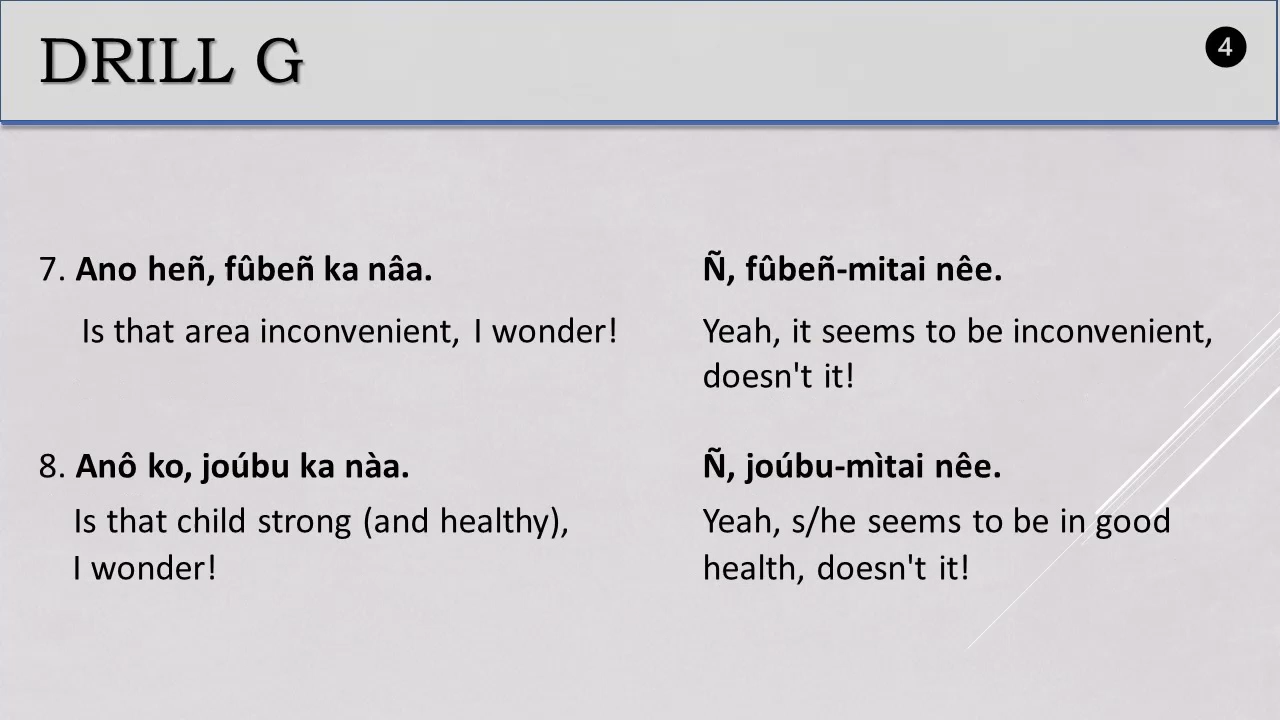 DRILL G
4
7. Ano heñ, fûbeñ ka nâa.
Ñ, fûbeñ-mitai nêe.
Is that area inconvenient, I wonder!
Yeah, it seems to be inconvenient,
doesn't it!
8. Anô ko, joúbu ka nàa.
Ñ, joúbu-mìtai nêe.
Is that child strong (and healthy),
I wonder!
Yeah, s/he seems to be in good
health, doesn't it!